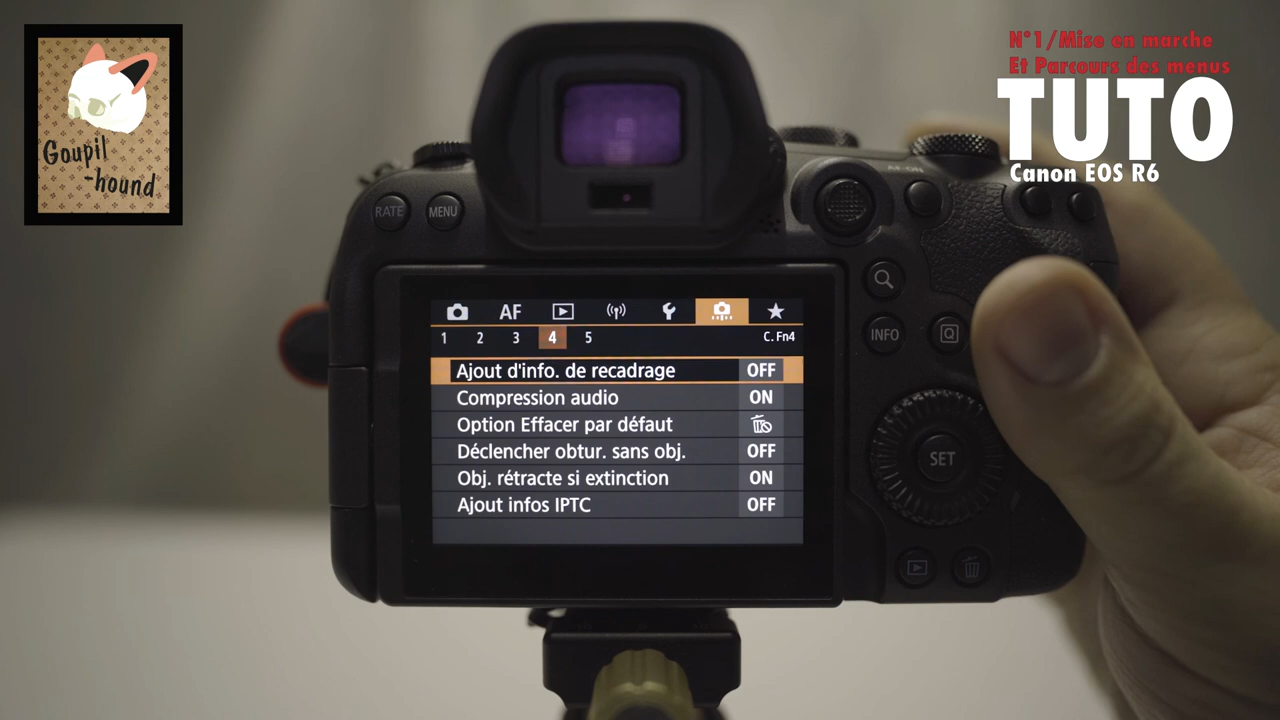 Goupil
-hound
N°1/Mise en marche
Et Parcours des menus
TUTO
Canon EOS R6
RATE
MENU
AF-ON
INFO
Q
SET
AF
1 2 3 4 5 C.Fn4
Ajout d'info. de recadrage OFF
Compression audio ON
Option Effacer par défaut
Déclencher obtur. sans obj. OFF
Obj. rétracte si extinction ON
Ajout infos IPTC OFF